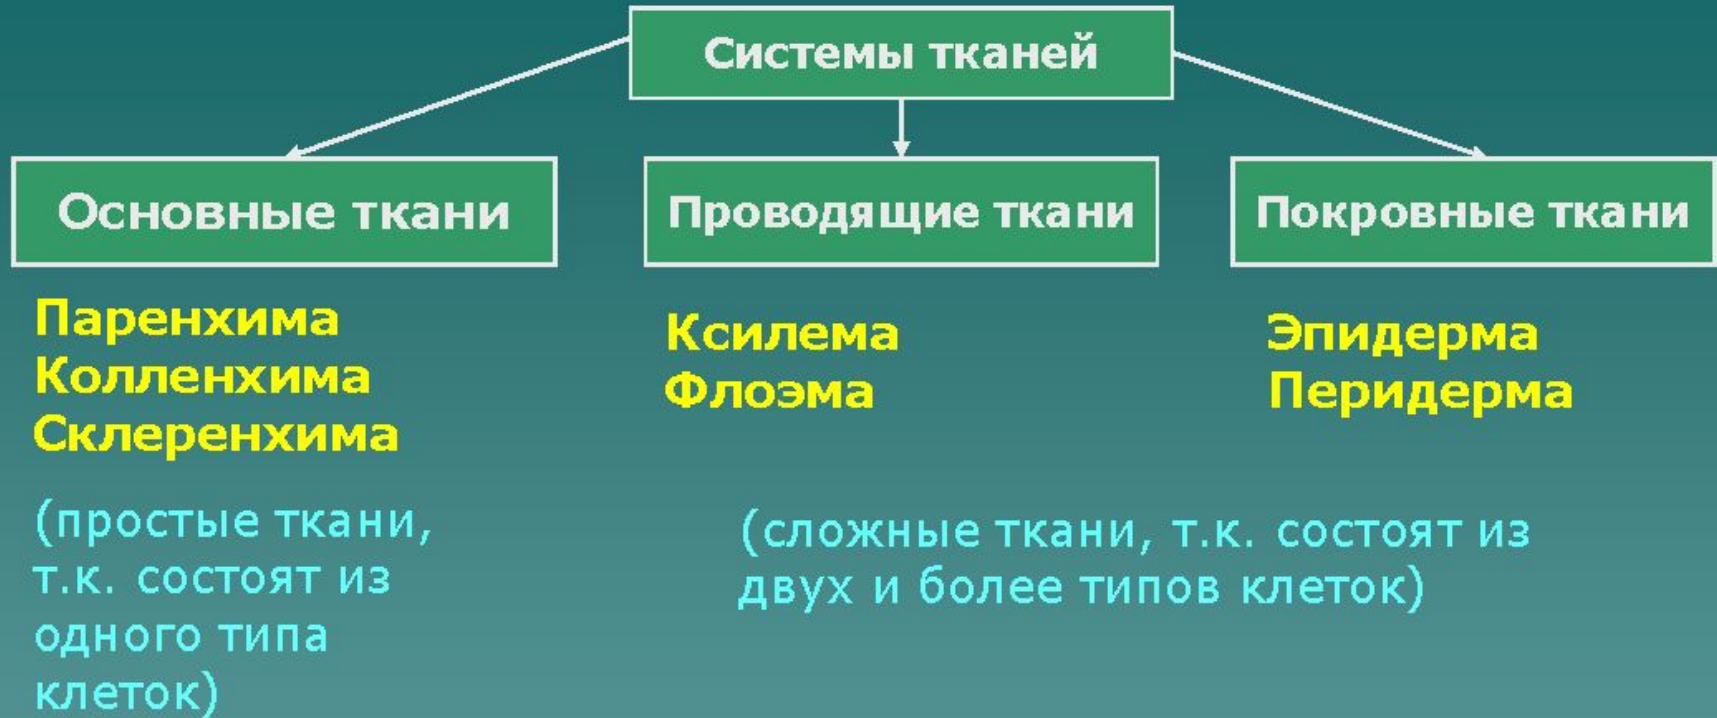 Системы тканей
Основные ткани
Проводящие ткани
Покровные ткани
Паренхима
Колленхима
Склеренхима
Ксилема
Флоэма
Эпидерма
Перидерма
(простые ткани,
т.к. состоят из
одного типа
клеток)
(сложные ткани, т.к. состоят из
двух и более типов клеток)